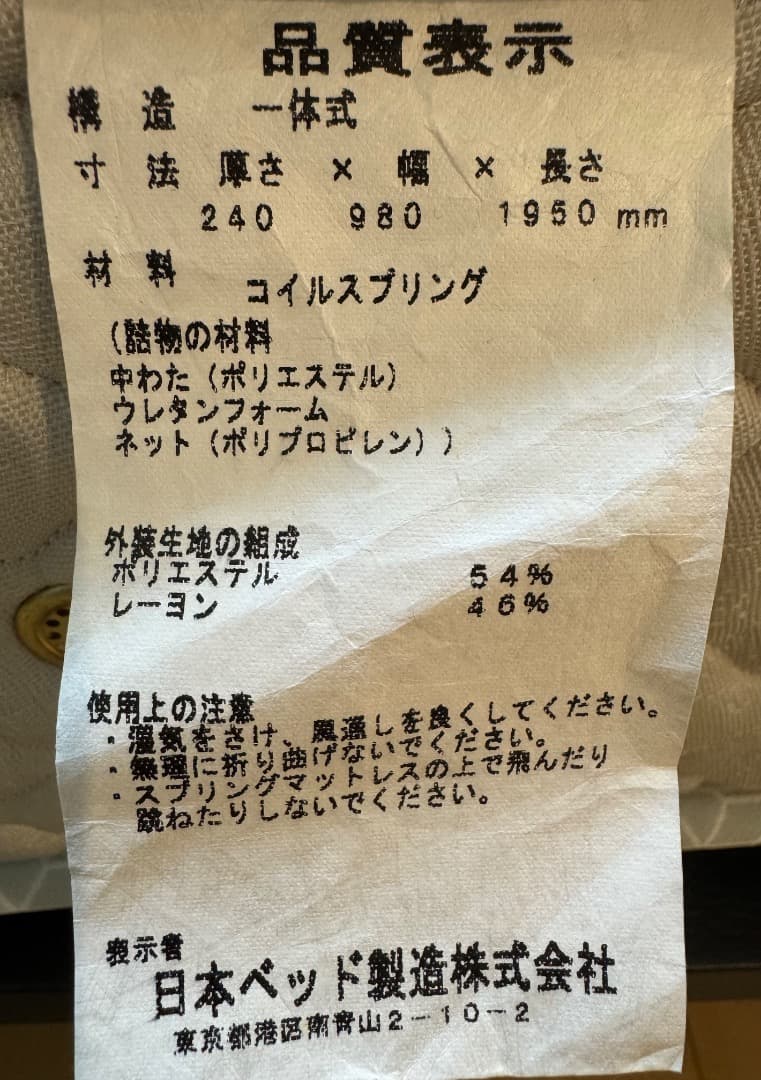 品質表示
構 造 一体式
寸 法 厚さ × 幅 × 長さ
240 980 1950 mm
材 料 コイルスプリング
(詰物の材料
中わた(ポリエステル)
ウレタンフォーム
ネット(ポリプロピレン))
外装生地の組成
ポリエステル 54%
レーヨン 46%
使用上の注意
・湿気をさけ、風通しを良くしてください。
・無理に折り曲げないでください。
・スプリングマットレスの上で飛んだり
跳ねたりしないでください。
表示者
日本ベッド製造株式会社
東京都港区南青山2-10-2